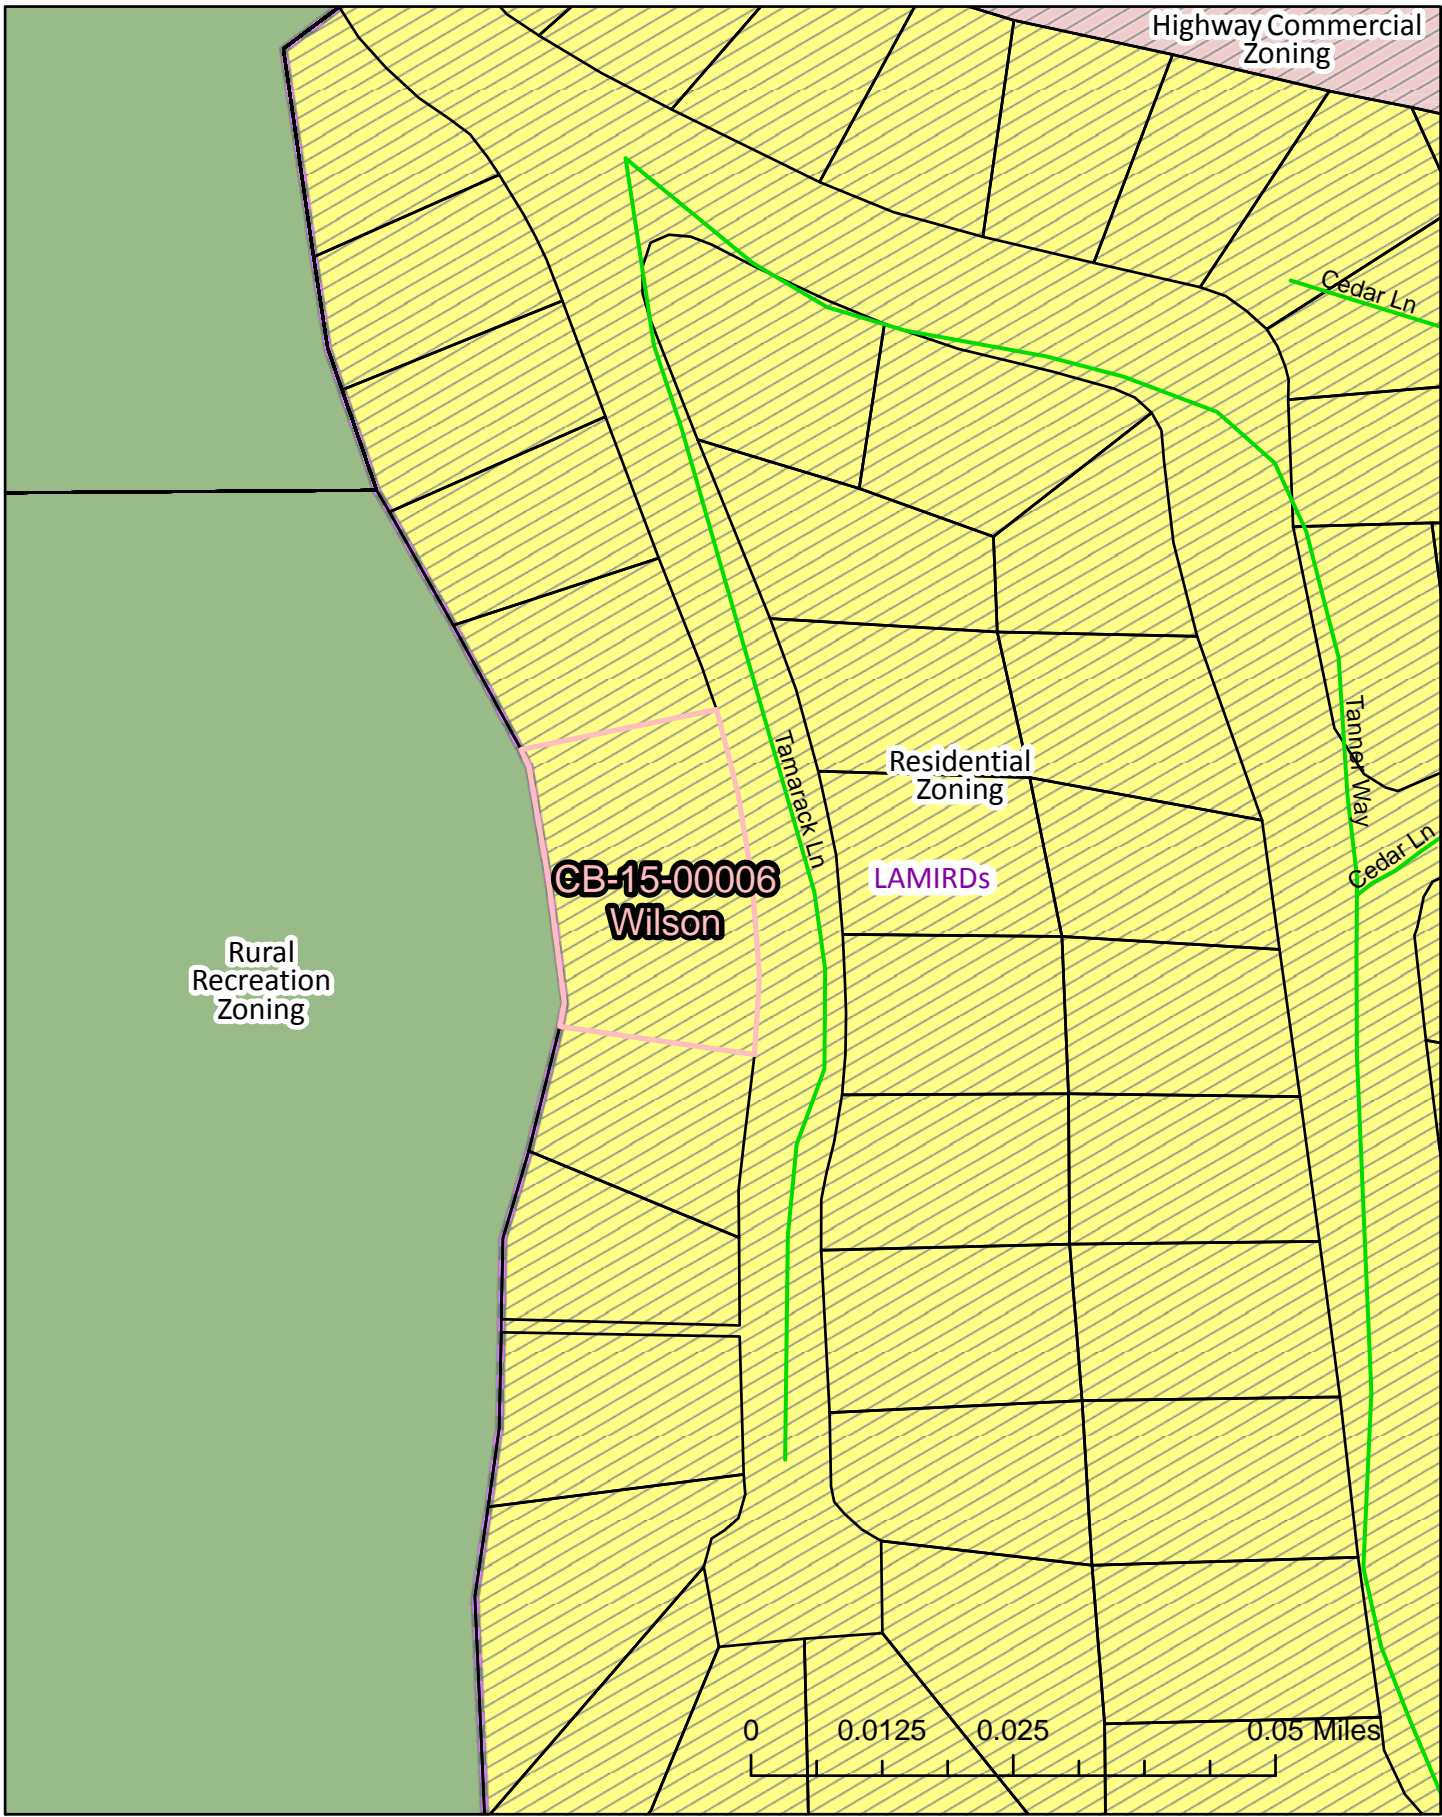 Highway Commercial
Zoning
Cedar Ln
Tanner Way
Tamarack Ln
Residential
Zoning
Cedar Ln
LAMIRDs
CB-15-00006
Wilson
Rural
Recreation
Zoning
0 0.0125 0.025 0.05 Miles